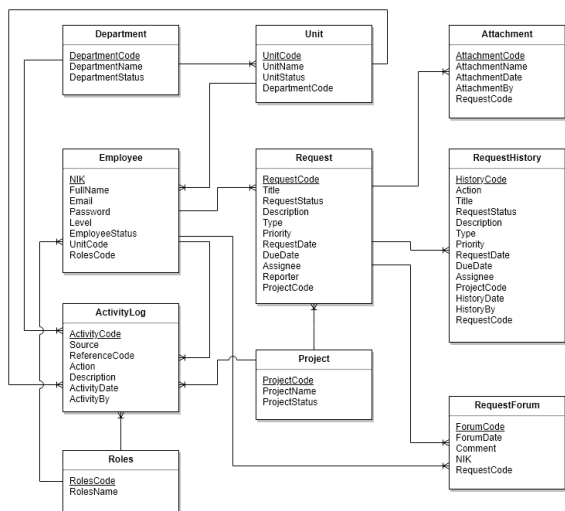 Department
DepartmentCode
DepartmentName
DepartmentStatus
Unit
UnitCode
UnitName
UnitStatus
DepartmentCode
Attachment
AttachmentCode
AttachmentName
AttachmentDate
AttachmentBy
RequestCode
Employee
NIK
FullName
Email
Password
Level
EmployeeStatus
UnitCode
RolesCode
Request
RequestCode
Title
RequestStatus
Description
Type
Priority
RequestDate
DueDate
Assignee
Reporter
ProjectCode
RequestHistory
HistoryCode
Action
Title
RequestStatus
Description
Type
Priority
RequestDate
DueDate
Assignee
ProjectCode
HistoryDate
HistoryBy
RequestCode
ActivityLog
ActivityCode
Source
ReferenceCode
Action
Description
ActivityDate
ActivityBy
Project
ProjectCode
ProjectName
ProjectStatus
RequestForum
ForumCode
ForumDate
Comment
NIK
RequestCode
Roles
RolesCode
RolesName